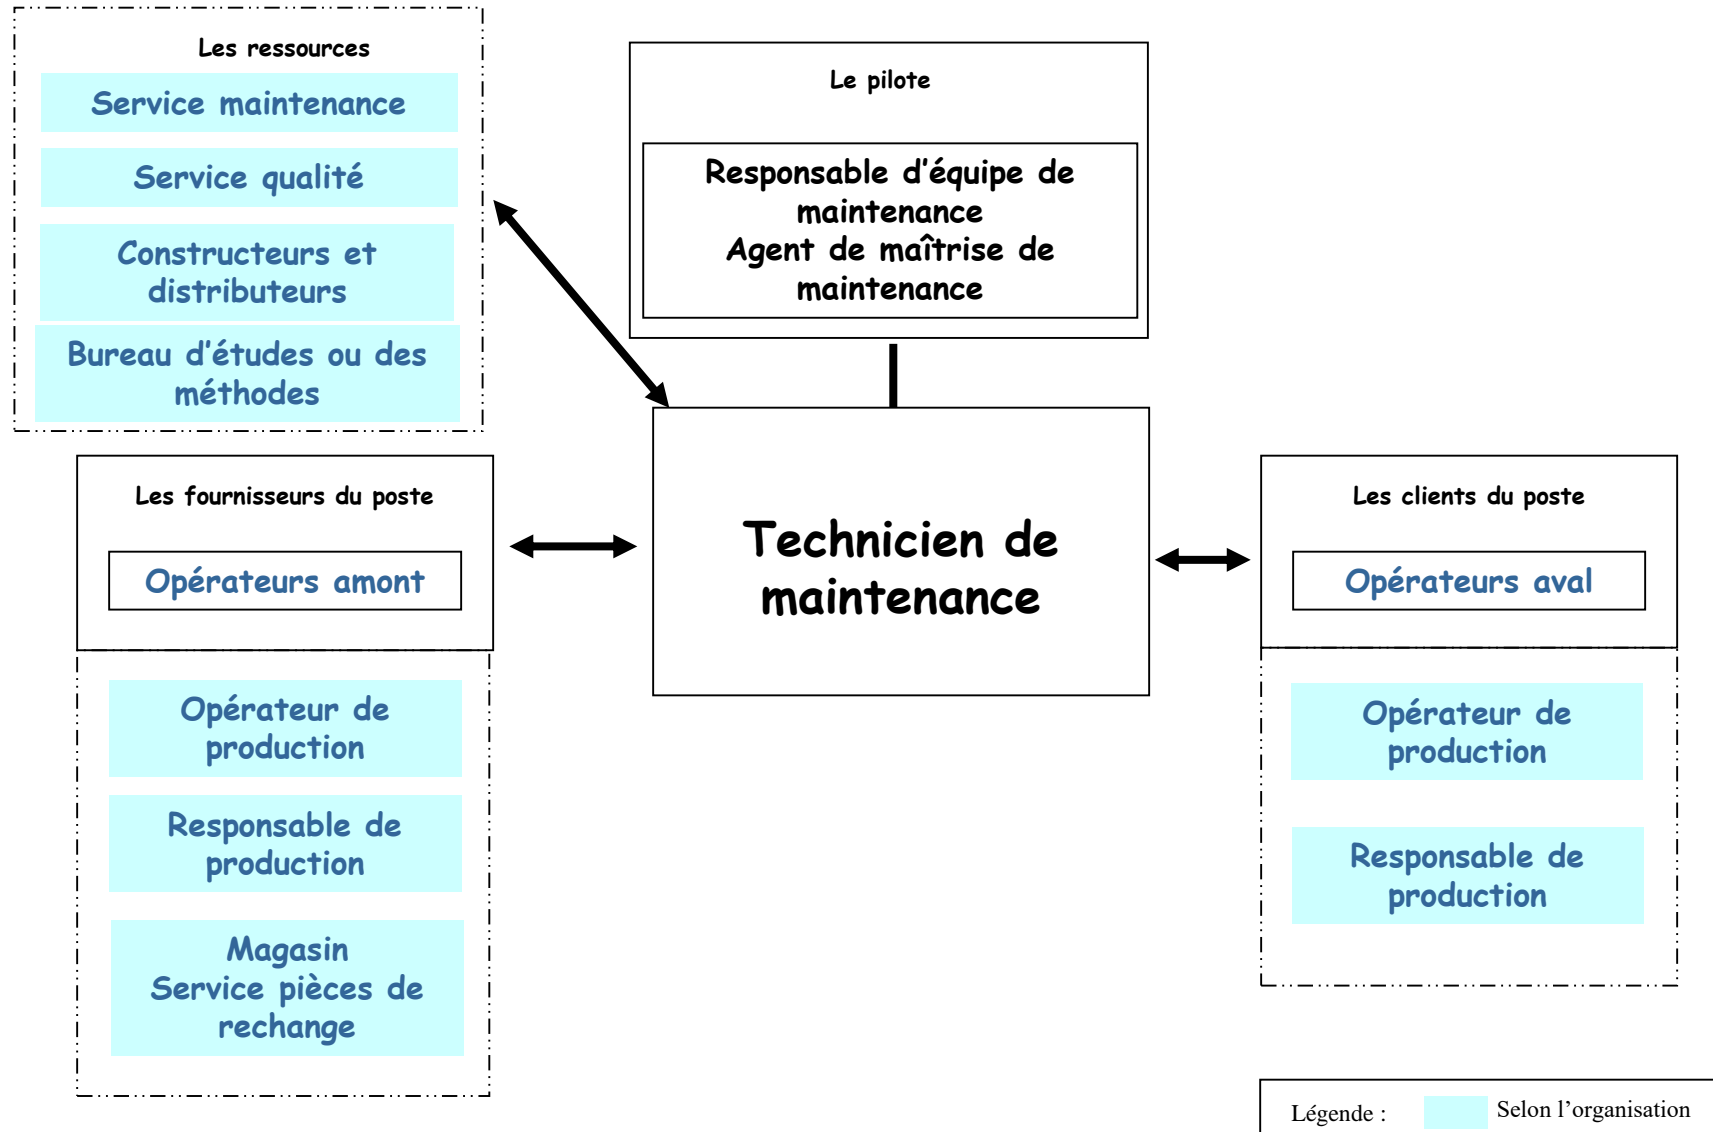 Les ressources
Service maintenance
Service qualité
Constructeurs et
distributeurs
Bureau d’études ou des
méthodes
Le pilote
Responsable d’équipe de
maintenance
Agent de maîtrise de
maintenance
Les fournisseurs du poste
Opérateurs amont
Opérateur de
production
Responsable de
production
Magasin
Service pièces de
rechange
Technicien de
maintenance
Les clients du poste
Opérateurs aval
Opérateur de
production
Responsable de
production
Légende : Selon l’organisation